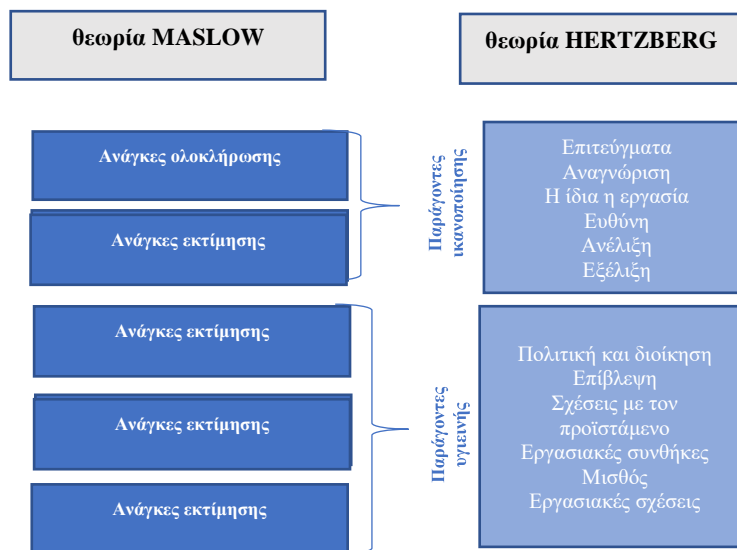 θεωρία MASLOW
θεωρία HERTZBERG
Ανάγκες ολοκλήρωσης
Ανάγκες εκτίμησης
Παράγοντες
ικανοποίησης
Επιτεύγματα
Αναγνώριση
Η ίδια η εργασία
Ευθύνη
Ανέλιξη
Εξέλιξη
Ανάγκες εκτίμησης
Ανάγκες εκτίμησης
Ανάγκες εκτίμησης
Παράγοντες
υγιεινής
Πολιτική και διοίκηση
Επίβλεψη
Σχέσεις με τον
προϊστάμενο
Εργασιακές συνθήκες
Μισθός
Εργασιακές σχέσεις